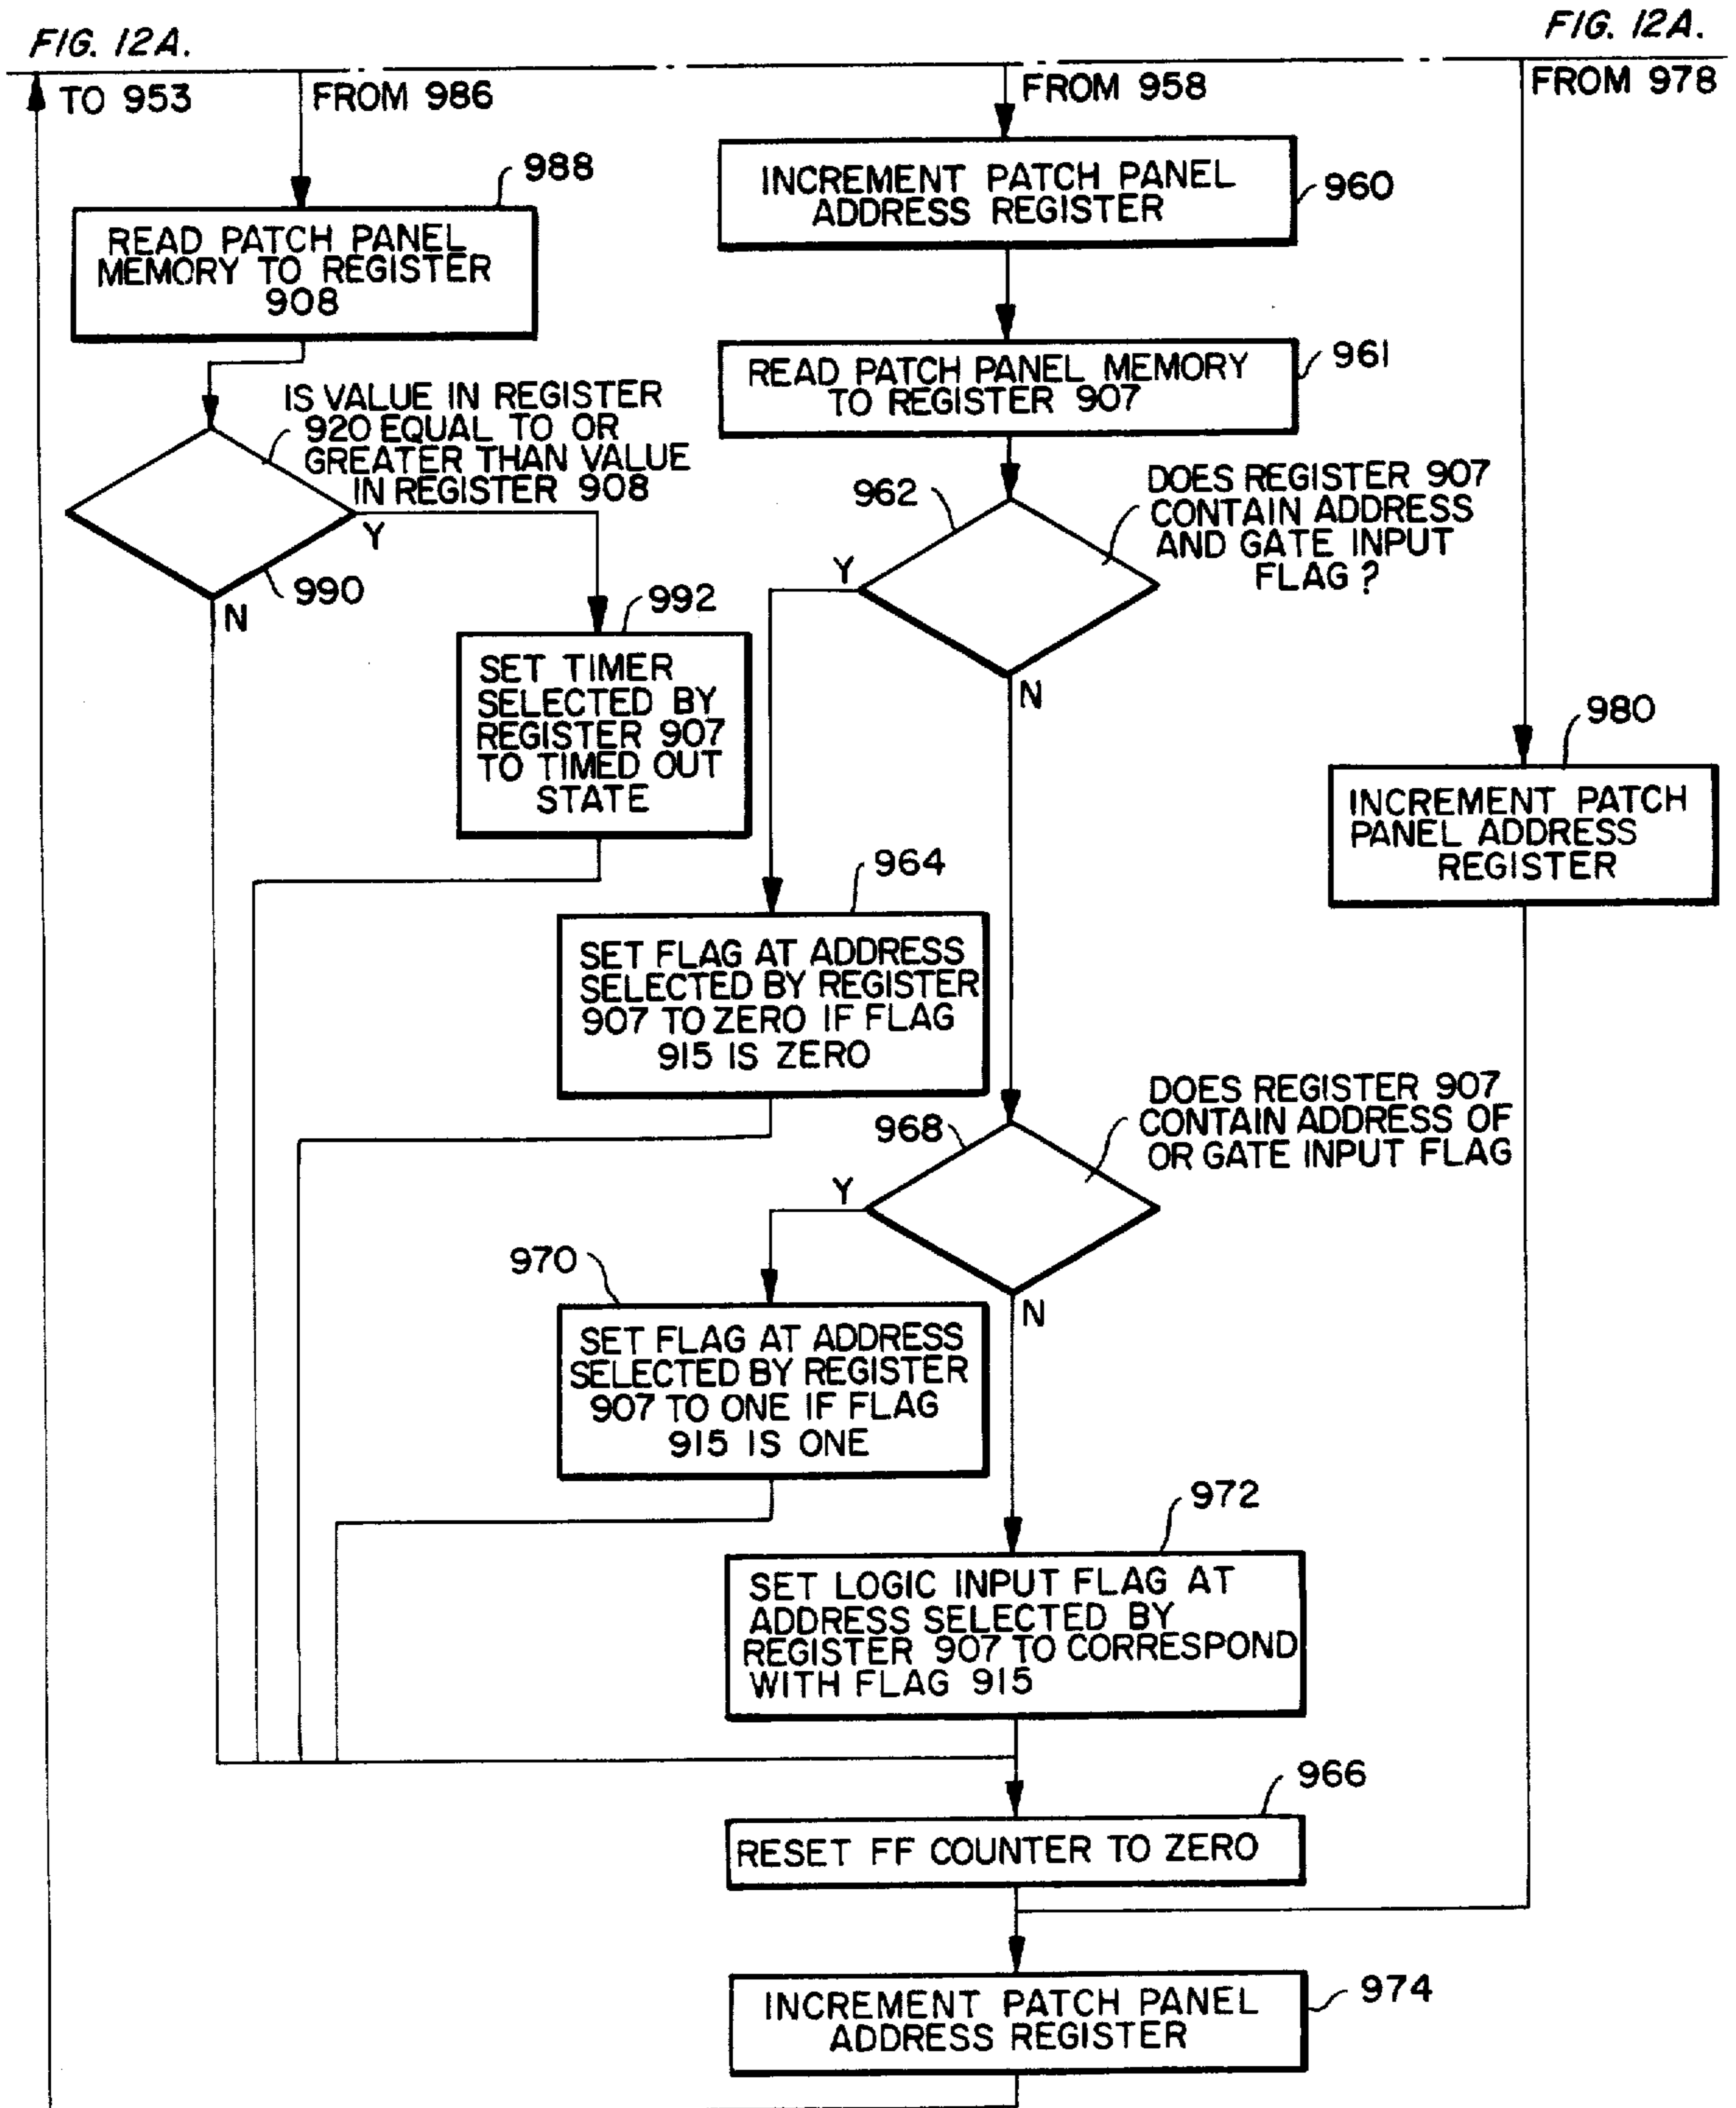 FIG. 12A.
FIG. 12A.
TO 953
FROM 986
FROM 958
FROM 978
988
READ PATCH PANEL
MEMORY TO REGISTER
908
INCREMENT PATCH PANEL
ADDRESS REGISTER
960
READ PATCH PANEL MEMORY
TO REGISTER 907
961
IS VALUE IN REGISTER
920 EQUAL TO OR
GREATER THAN VALUE
IN REGISTER 908
Y
990
N
962
DOES REGISTER 907
CONTAIN ADDRESS
AND GATE INPUT
FLAG ?
Y
N
992
SET TIMER
SELECTED BY
REGISTER 907
TO TIMED OUT
STATE
980
INCREMENT PATCH
PANEL ADDRESS
REGISTER
964
SET FLAG AT ADDRESS
SELECTED BY REGISTER
907 TO ZERO IF FLAG
915 IS ZERO
968
DOES REGISTER 907
CONTAIN ADDRESS OF
OR GATE INPUT FLAG
Y
N
970
SET FLAG AT ADDRESS
SELECTED BY REGISTER
907 TO ONE IF FLAG
915 IS ONE
972
SET LOGIC INPUT FLAG AT
ADDRESS SELECTED BY
REGISTER 907 TO CORRESPOND
WITH FLAG 915
966
RESET FF COUNTER TO ZERO
974
INCREMENT PATCH PANEL
ADDRESS REGISTER